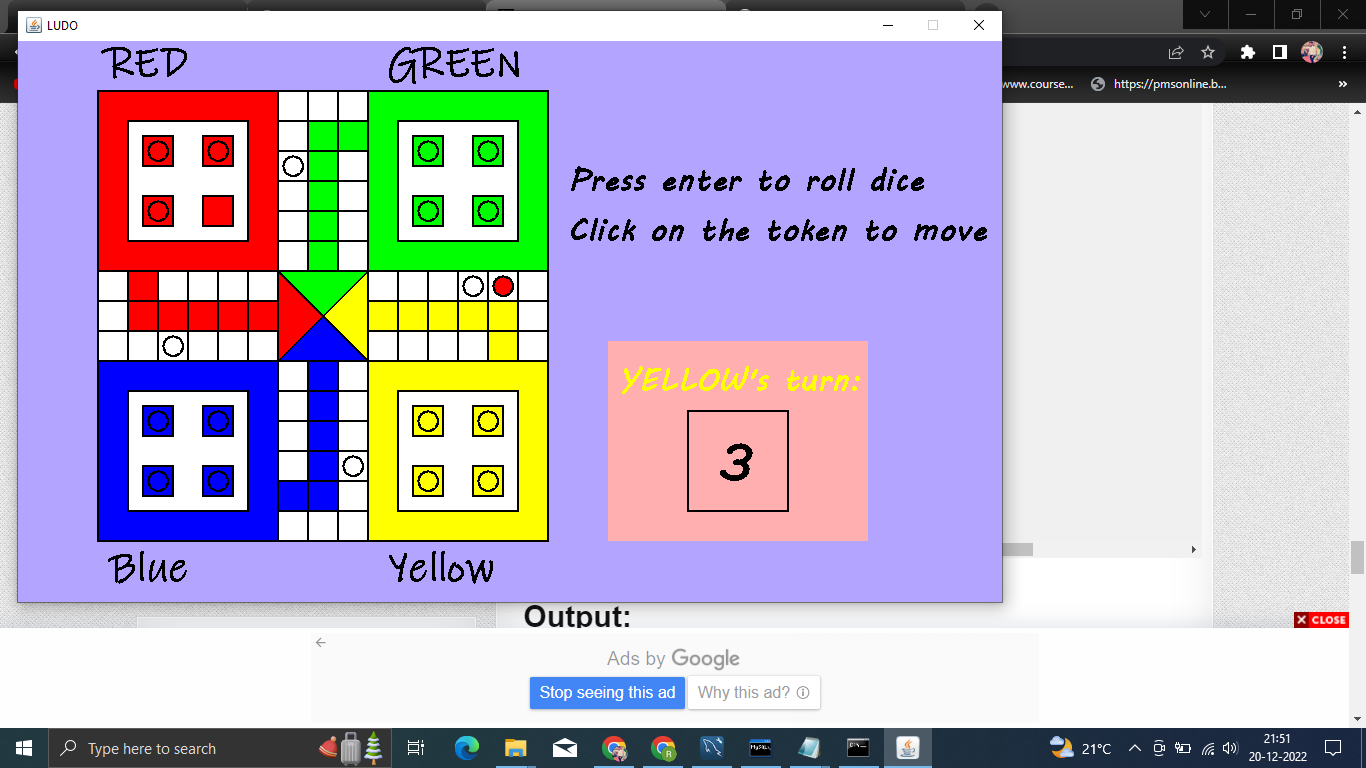 LUDO
RED GREEN
www.course... https://pmsonline.b... »
Press enter to roll dice
Click on the token to move
YELLOW's turn:
3
Blue Yellow
Output:
CLOSE
Ads by Google
Stop seeing this ad Why this ad?
Type here to search
21°C
21:51
20-12-2022